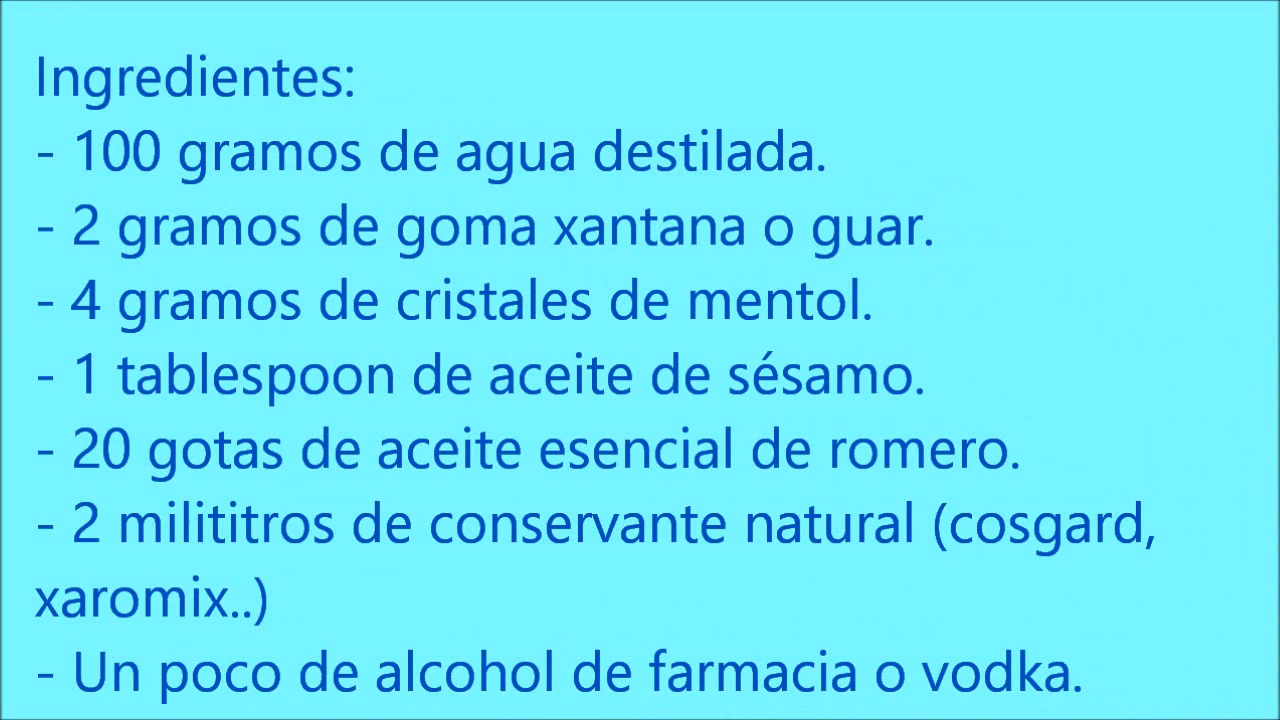 Ingredientes:
- 100 gramos de agua destilada.
- 2 gramos de goma xantana o guar.
- 4 gramos de cristales de mentol.
- 1 tablespoon de aceite de sésamo.
- 20 gotas de aceite esencial de romero.
- 2 milititros de conservante natural (cosgard,
xaromix..)
- Un poco de alcohol de farmacia o vodka.